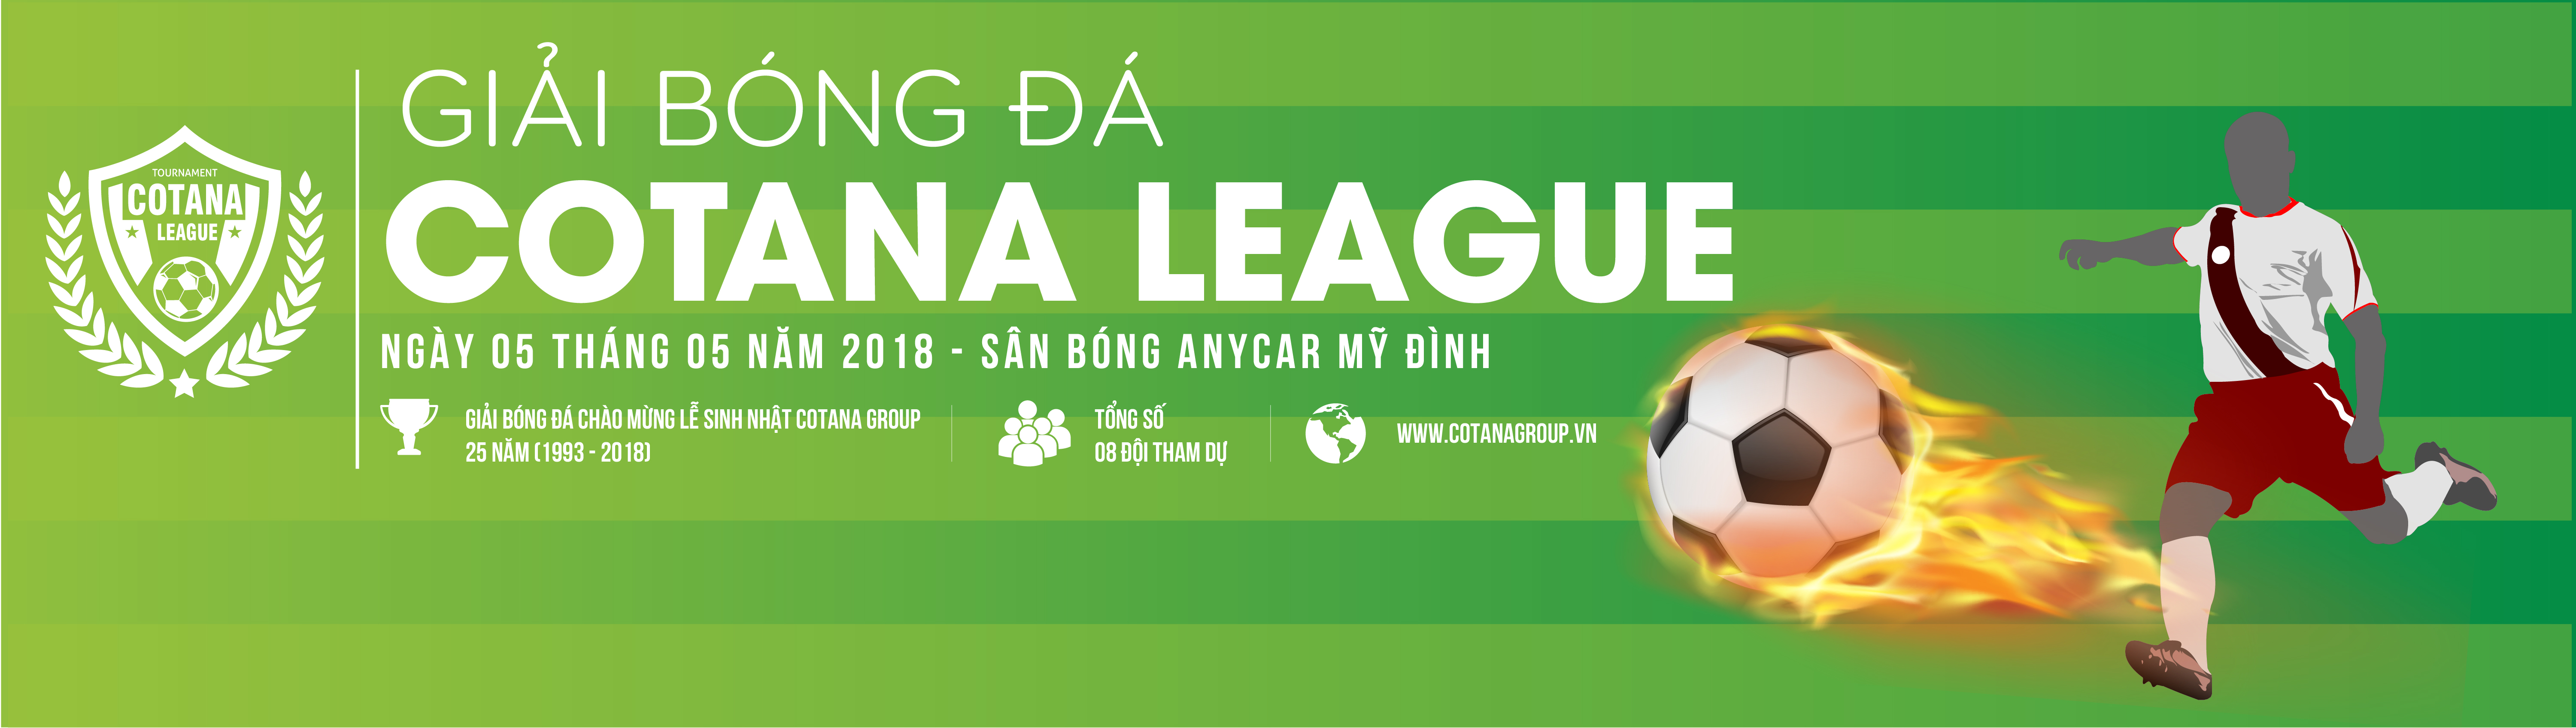 TOURNAMENT
COTANA
LEAGUE
GIẢI BÓNG ĐÁ
COTANA LEAGUE
NGÀY 05 THÁNG 05 NĂM 2018 - SÂN BÓNG ANYCAR MỸ ĐÌNH
GIẢI BÓNG ĐÁ CHÀO MỪNG LỄ SINH NHẬT COTANA GROUP
25 NĂM (1993 - 2018)
TỔNG SỐ
08 ĐỘI THAM DỰ
WWW.COTANAGROUP.VN